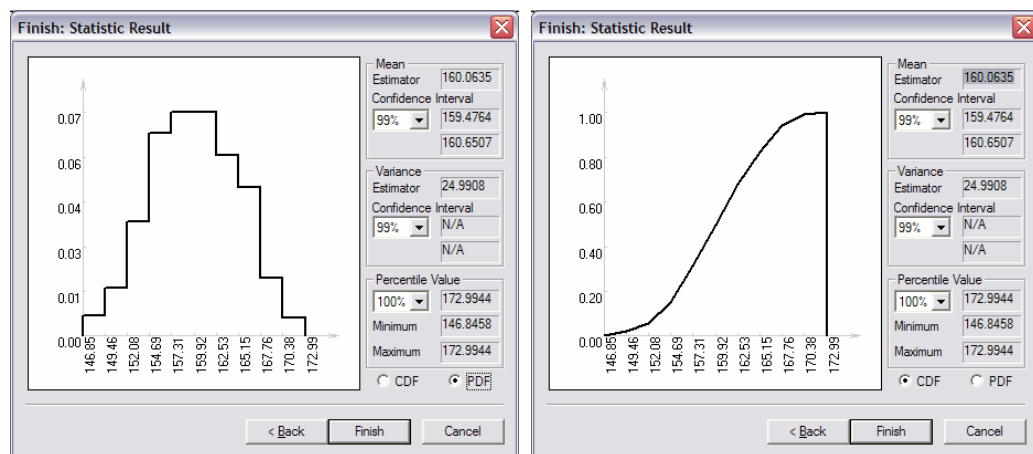 Finish: Statistic Result
0.07
0.06
0.04
0.03
0.01
0.00
146.85
149.46
152.08
154.69
157.31
159.92
162.53
165.15
167.76
170.38
172.99
Mean
Estimator 160.0635
Confidence Interval
99% 159.4764
160.6507
Variance
Estimator 24.9908
Confidence Interval
99% N/A
N/A
Percentile Value
100% 172.9944
Minimum 146.8458
Maximum 172.9944
CDF PDF
< Back Finish Cancel
Finish: Statistic Result
1.00
0.80
0.60
0.40
0.20
0.00
146.85
149.46
152.08
154.69
157.31
159.92
162.53
165.15
167.76
170.38
172.99
Mean
Estimator 160.0635
Confidence Interval
99% 159.4764
160.6507
Variance
Estimator 24.9908
Confidence Interval
99% N/A
N/A
Percentile Value
100% 172.9944
Minimum 146.8458
Maximum 172.9944
CDF PDF
< Back Finish Cancel